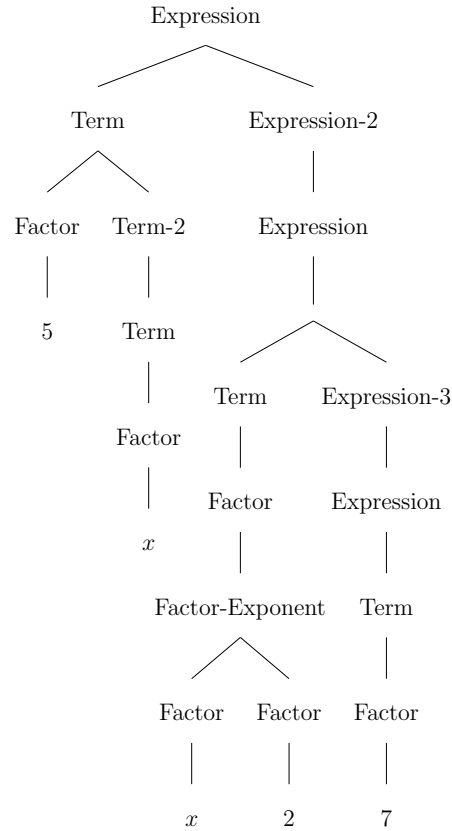 Expression
Term Expression-2
Factor Term-2 Expression
5 Term
Term Expression-3
Factor
Factor Expression
x
Factor-Exponent Term
Factor Factor Factor
x 2 7